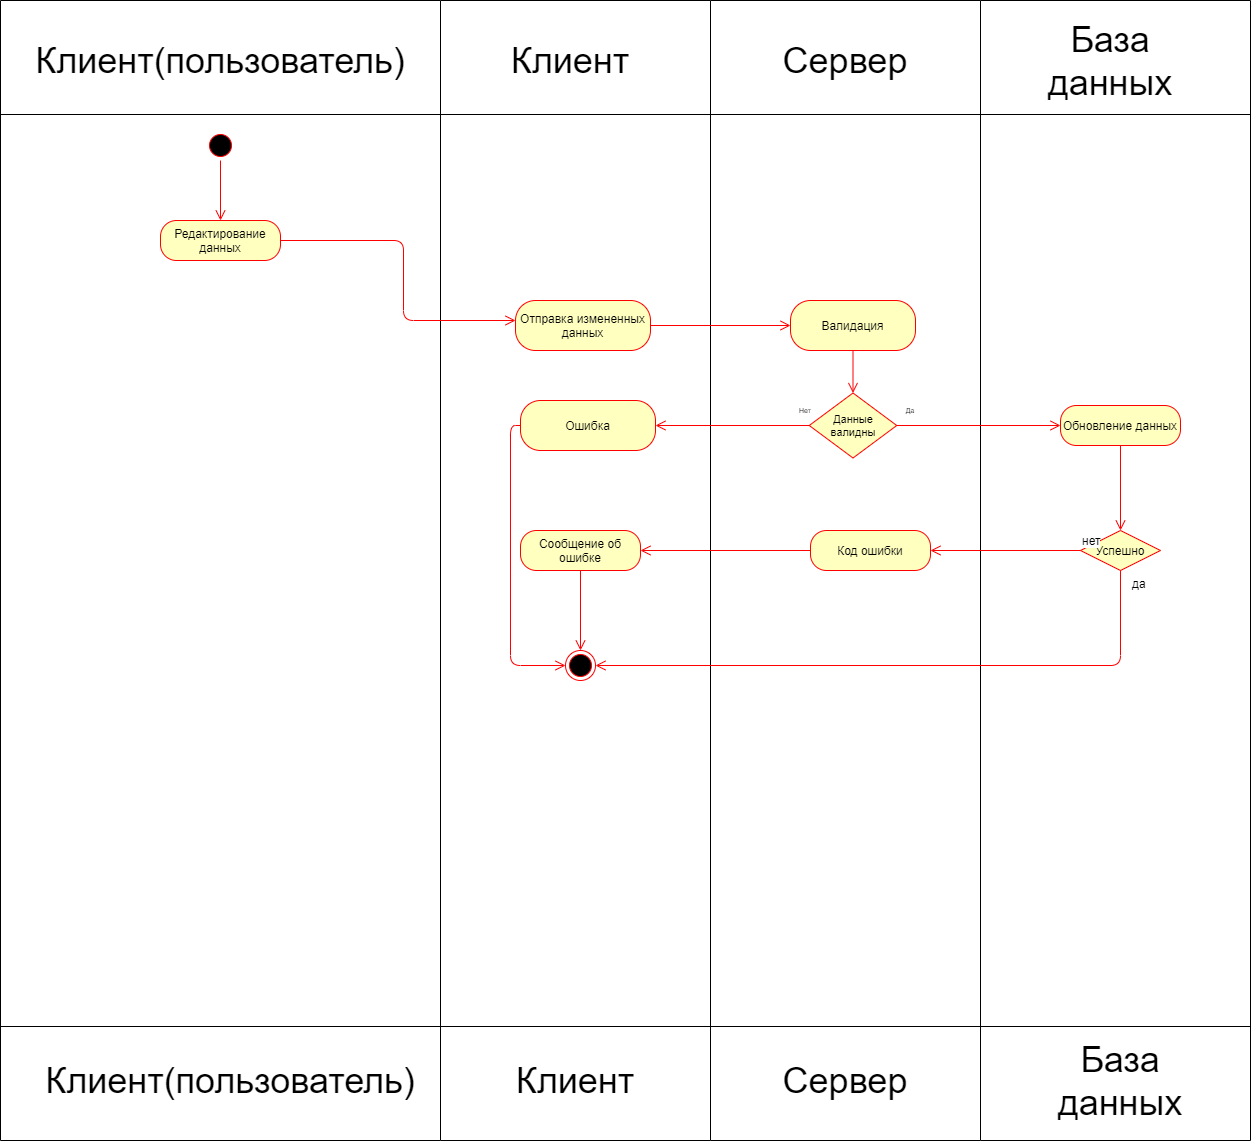 Клиент(пользователь)
Клиент
Сервер
База
данных
Редактирование
данных
Отправка измененных
данных
Валидация
Ошибка
Нет
Данные
валидны
Да
Обновление данных
Сообщение об
ошибке
Код ошибки
нет
Успешно
да
Клиент(пользователь)
Клиент
Сервер
База
данных